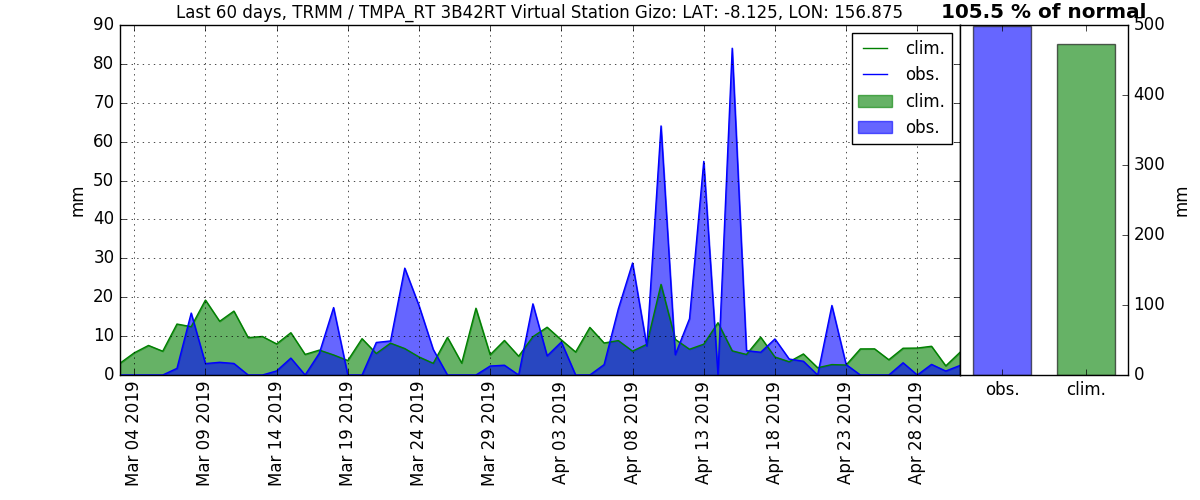 Last 60 days, TRMM / TMPA_RT 3B42RT Virtual Station Gizo: LAT: -8.125, LON: 156.875
105.5 % of normal
90
80
70
60
50
40
30
20
10
0
mm
clim.
obs.
clim.
obs.
500
400
300
200
100
0
mm
obs.
clim.
Mar 04 2019
Mar 09 2019
Mar 14 2019
Mar 19 2019
Mar 24 2019
Mar 29 2019
Apr 03 2019
Apr 08 2019
Apr 13 2019
Apr 18 2019
Apr 23 2019
Apr 28 2019